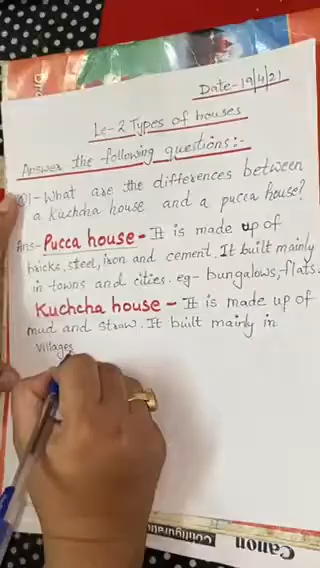 Date-19/4/21
Le-2 Types of houses
Answer the following questions:-
Q1-What are the differences between
a Kuchcha house and a pucca house?
Ans-Pucca house-It is made up of
bricks, steel, iron and cement. It built mainly
in towns and cities. eg- bungalows, flats.
Kuchcha house - It is made up of
mud and straw. It built mainly in
villages
Canon